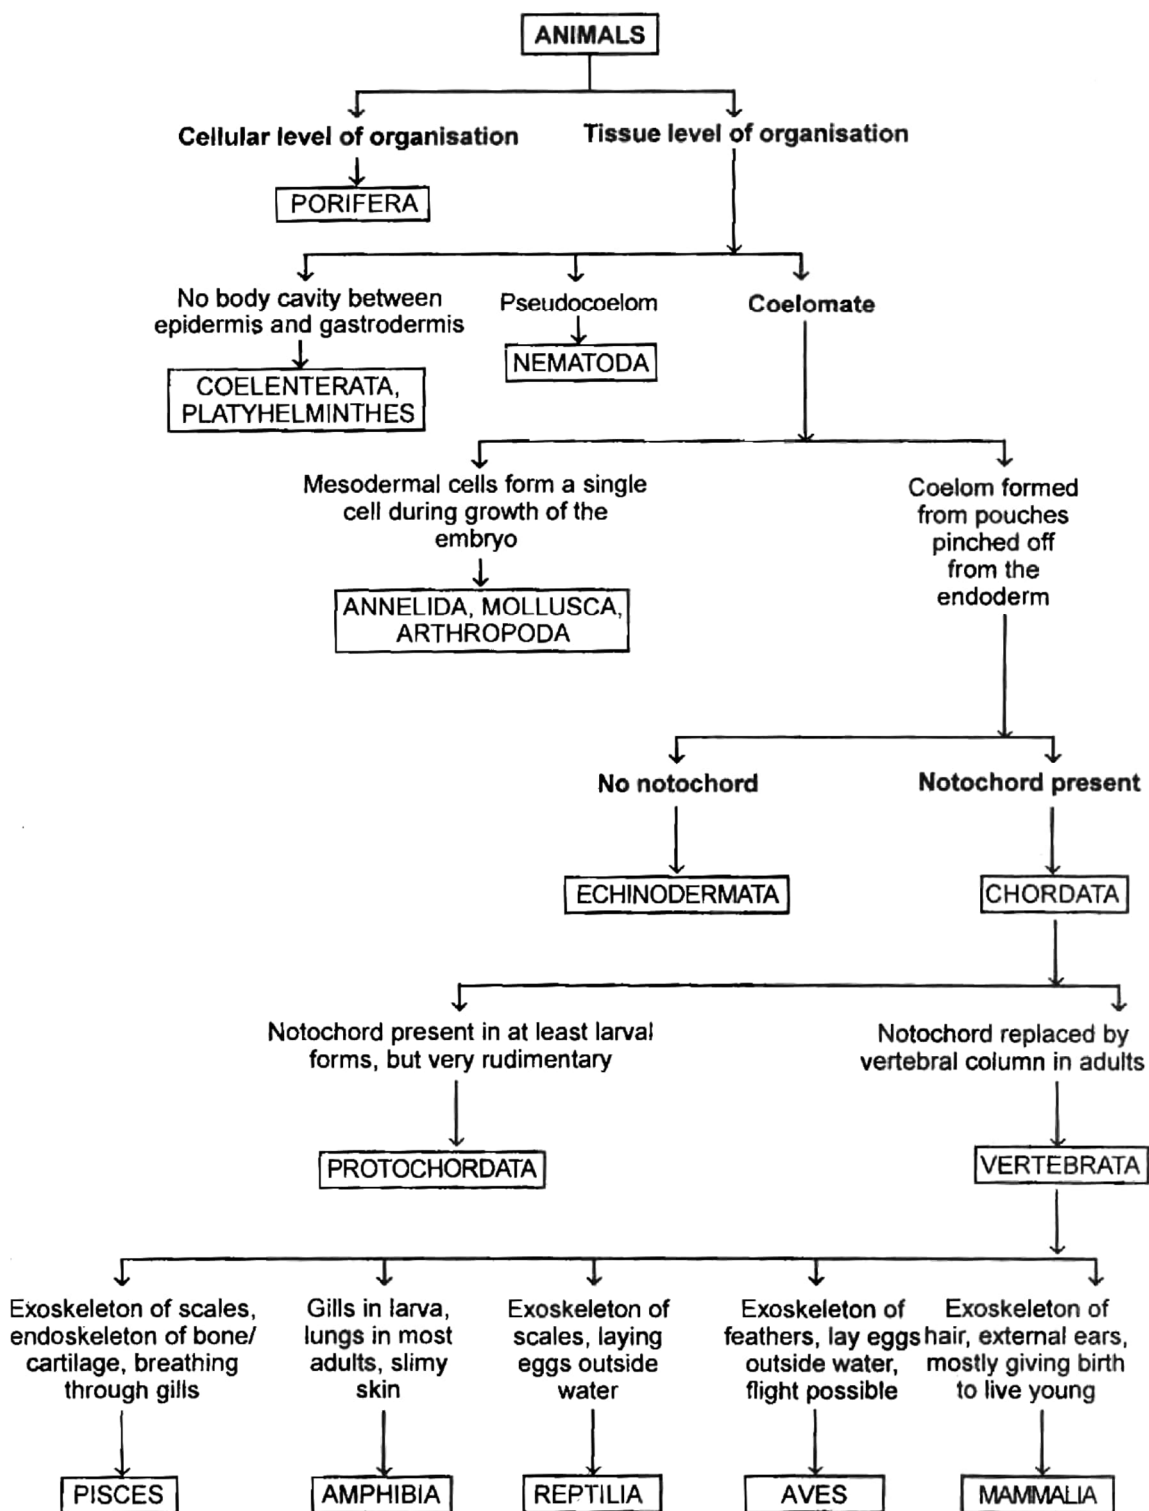 ANIMALS
Cellular level of organisation
Tissue level of organisation
PORIFERA
No body cavity between
epidermis and gastrodermis
Pseudocoelom
Coelomate
NEMATODA
COELENTERATA,
PLATYHELMINTHES
Mesodermal cells form a single
cell during growth of the
embryo
Coelom formed
from pouches
pinched off
from the
endoderm
ANNELIDA, MOLLUSCA,
ARTHROPODA
No notochord
Notochord present
ECHINODERMATA
CHORDATA
Notochord present in at least larval
forms, but very rudimentary
Notochord replaced by
vertebral column in adults
PROTOCHORDATA
VERTEBRATA
Exoskeleton of scales,
endoskeleton of bone/
cartilage, breathing
through gills
Gills in larva,
lungs in most
adults, slimy
skin
Exoskeleton of
scales, laying
eggs outside
water
Exoskeleton of
feathers, lay eggs
outside water,
flight possible
Exoskeleton of
hair, external ears,
mostly giving birth
to live young
PISCES
AMPHIBIA
REPTILIA
AVES
MAMMALIA